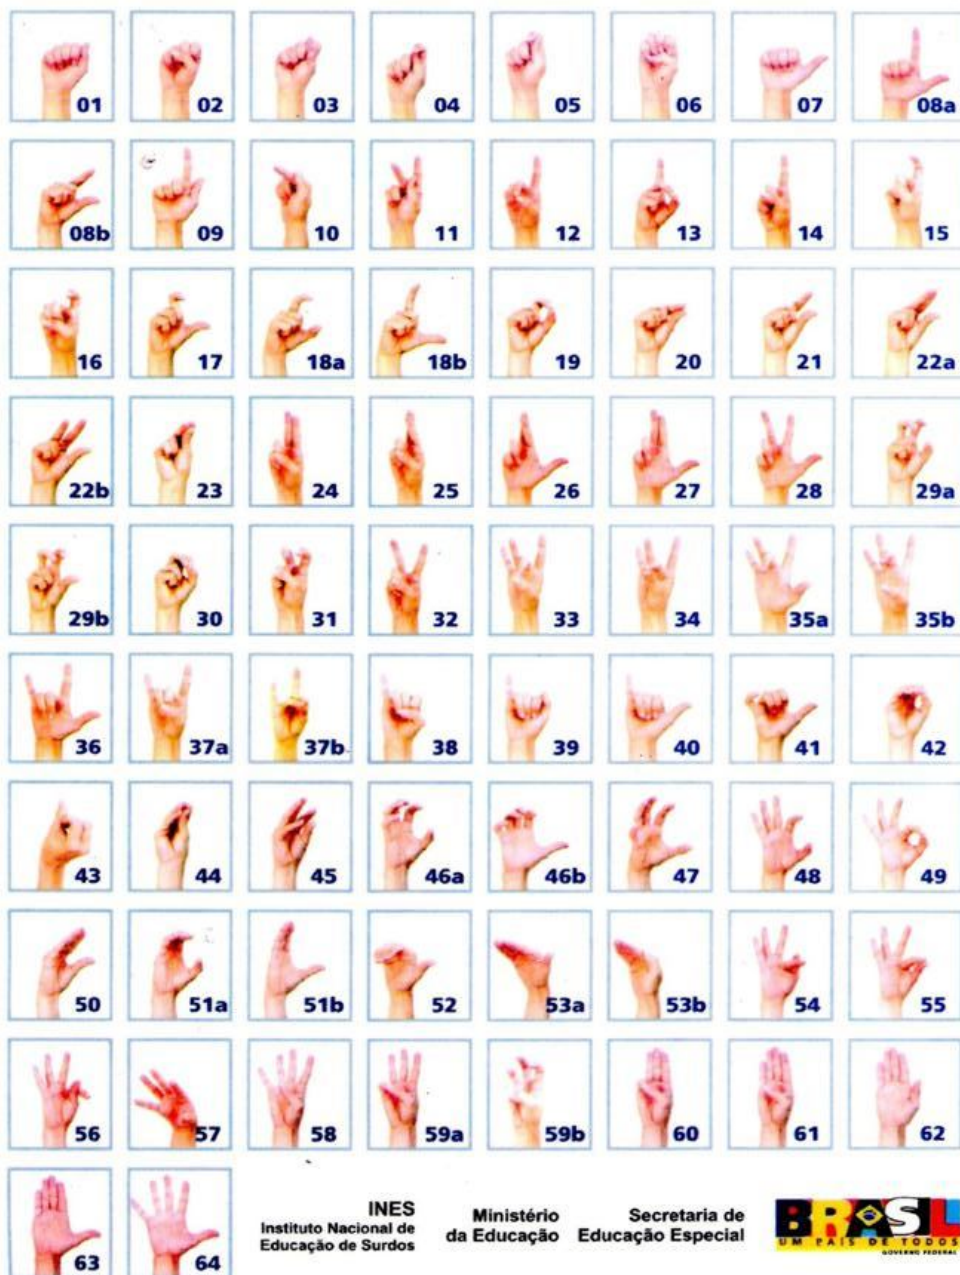 01 02 03 04 05 06 07 08a
08b 09 10 11 12 13 14 15
16 17 18a 18b 19 20 21 22a
22b 23 24 25 26 27 28 29a
29b 30 31 32 33 34 35a 35b
36 37a 37b 38 39 40 41 42
43 44 45 46a 46b 47 48 49
50 51a 51b 52 53a 53b 54 55
56 57 58 59a 59b 60 61 62
63 64
INES
Instituto Nacional de
Educação de Surdos
Ministério
da Educação
Secretaria de
Educação Especial
BRASIL
UM PAÍS DE TODOS
GOVERNO FEDERAL